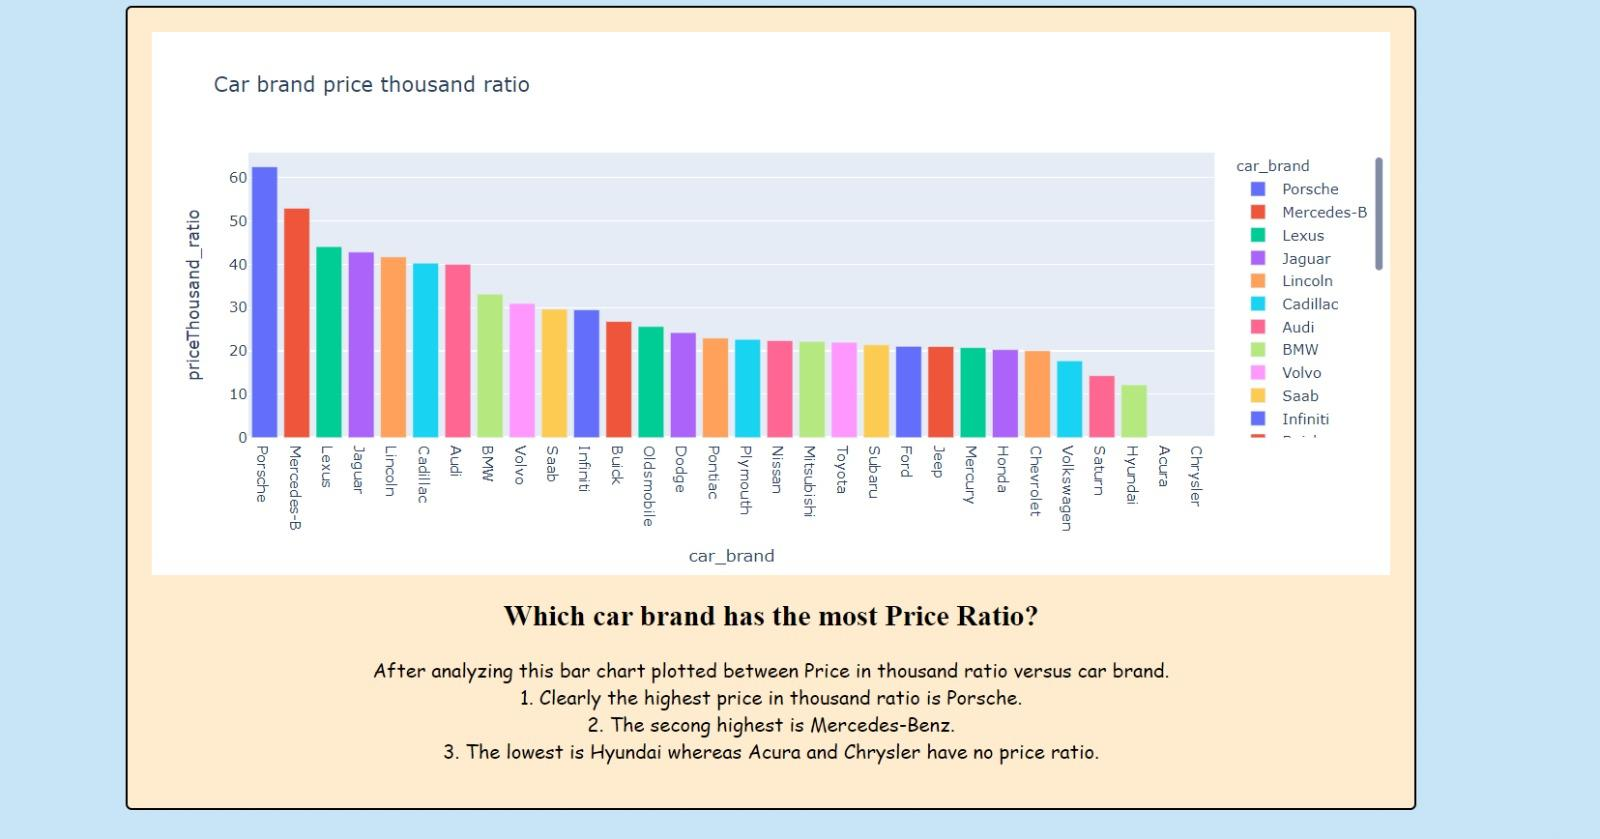 Car brand price thousand ratio
priceThousand_ratio
60
50
40
30
20
10
0
Porsche
Mercedes-B
Lexus
Jaguar
Lincoln
Cadillac
Audi
BMW
Volvo
Saab
Infiniti
Buick
Oldsmobile
Dodge
Pontiac
Plymouth
Nissan
Mitsubishi
Toyota
Subaru
Ford
Jeep
Mercury
Honda
Chevrolet
Volkswagen
Saturn
Hyundai
Acura
Chrysler
car_brand
car_brand
Porsche
Mercedes-B
Lexus
Jaguar
Lincoln
Cadillac
Audi
BMW
Volvo
Saab
Infiniti
Which car brand has the most Price Ratio?
After analyzing this bar chart plotted between Price in thousand ratio versus car brand.
1. Clearly the highest price in thousand ratio is Porsche.
2. The secong highest is Mercedes-Benz.
3. The lowest is Hyundai whereas Acura and Chrysler have no price ratio.